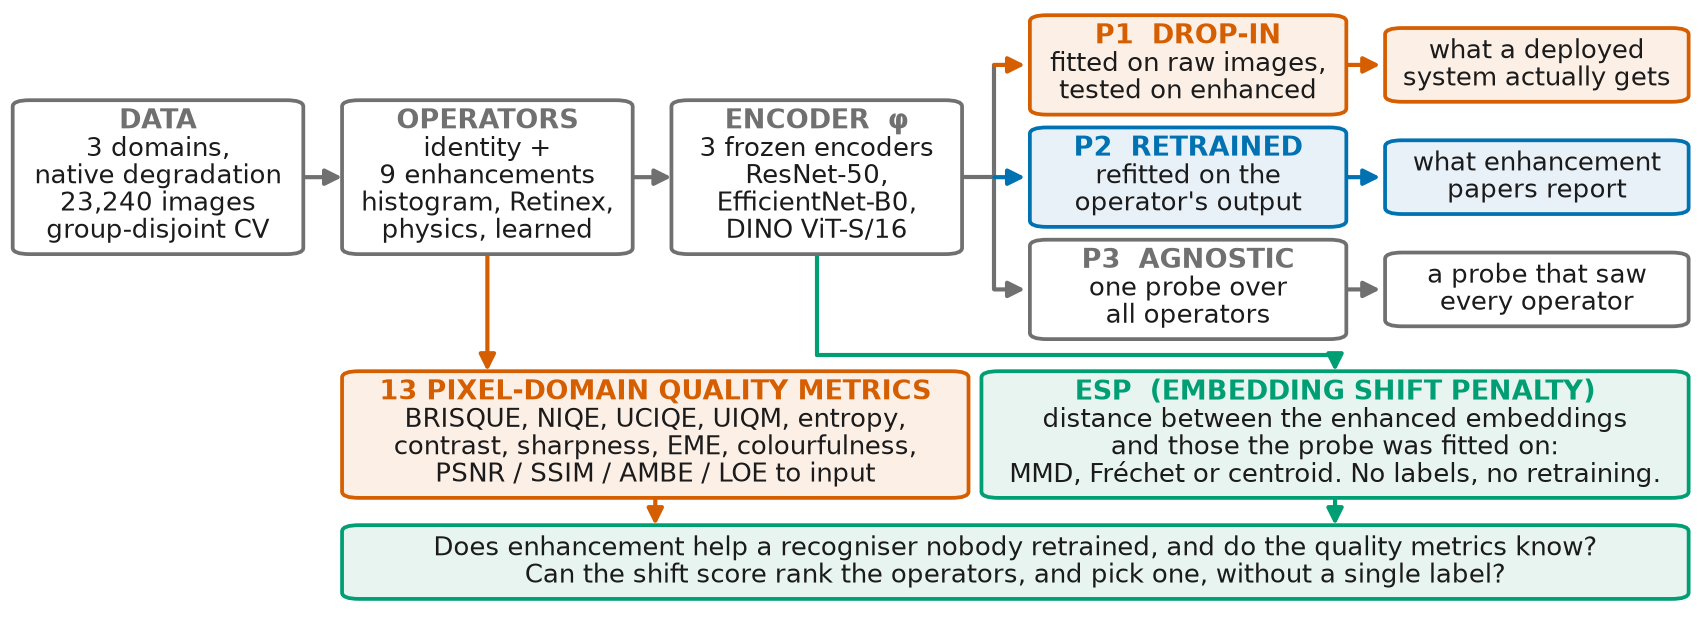 DATA
3 domains,
native degradation
23,240 images
group-disjoint CV
OPERATORS
identity +
9 enhancements
histogram, Retinex,
physics, learned
ENCODER φ
3 frozen encoders
ResNet-50,
EfficientNet-B0,
DINO ViT-S/16
P1 DROP-IN
fitted on raw images,
tested on enhanced
what a deployed
system actually gets
P2 RETRAINED
refitted on the
operator's output
what enhancement
papers report
P3 AGNOSTIC
one probe over
all operators
a probe that saw
every operator
13 PIXEL-DOMAIN QUALITY METRICS
BRISQUE, NIQE, UCIQE, UIQM, entropy,
contrast, sharpness, EME, colourfulness,
PSNR / SSIM / AMBE / LOE to input
ESP (EMBEDDING SHIFT PENALTY)
distance between the enhanced embeddings
and those the probe was fitted on:
MMD, Fréchet or centroid. No labels, no retraining.
Does enhancement help a recogniser nobody retrained, and do the quality metrics know?
Can the shift score rank the operators, and pick one, without a single label?